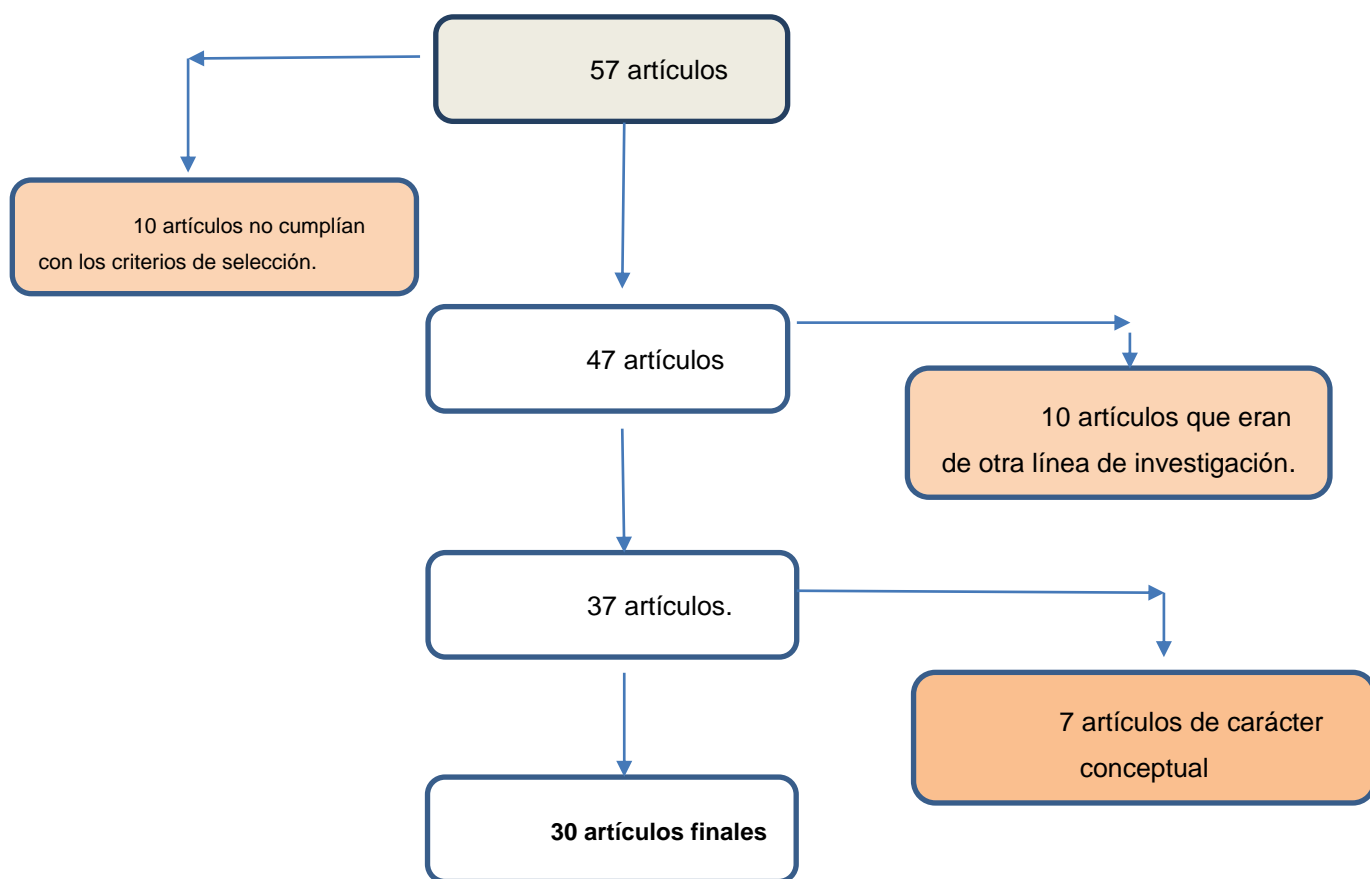 57 artículos
10 artículos no cumplían
con los criterios de selección.
47 artículos
10 artículos que eran
de otra línea de investigación.
37 artículos.
7 artículos de carácter
conceptual
30 artículos finales